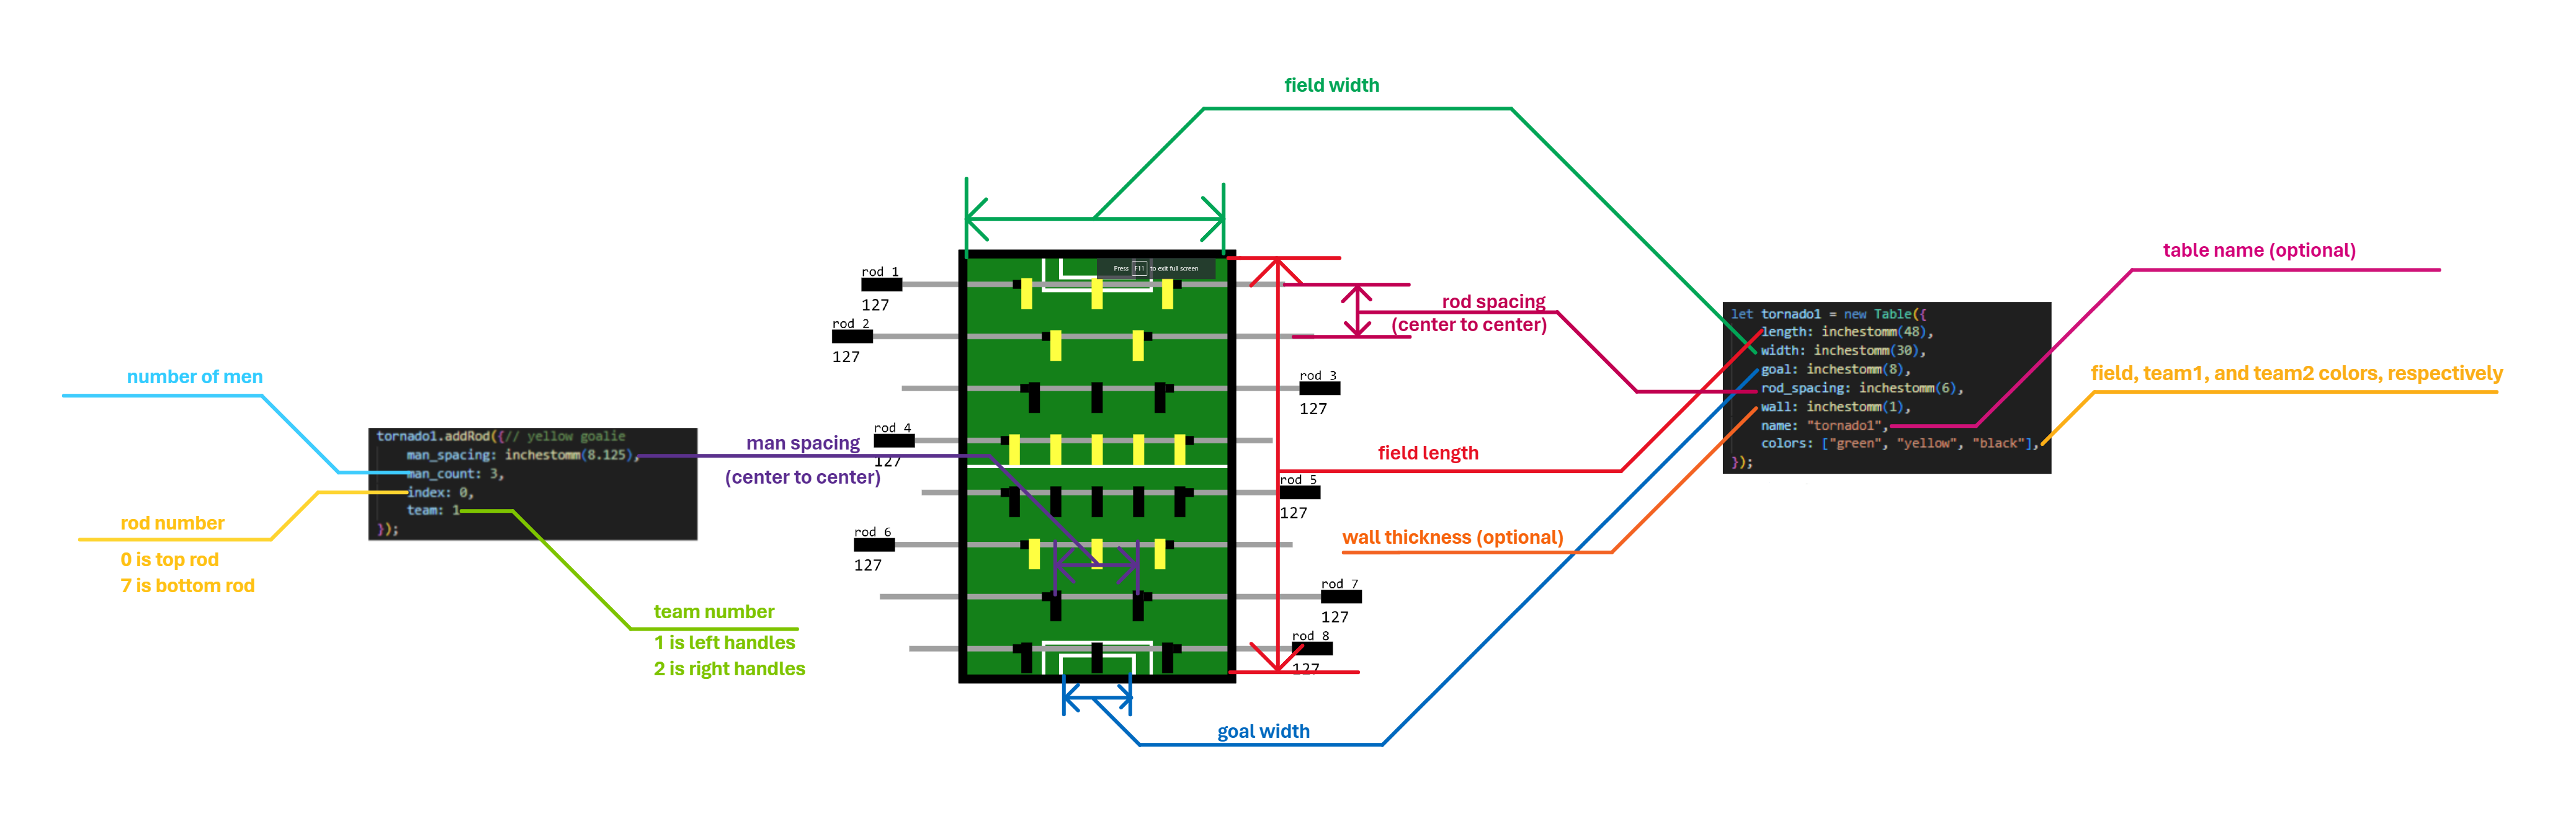 field width
table name (optional)
rod 1
127
rod 2
127
Press F11 to exit full screen
rod spacing
(center to center)
let tornado1 = new Table({
length: inchestomm(48),
width: inchestomm(30),
goal: inchestomm(8),
rod_spacing: inchestomm(6),
wall: inchestomm(1),
name: "tornado1",
colors: ["green", "yellow", "black"],
});
field, team1, and team2 colors, respectively
number of men
rod 3
127
rod 4
127
tornado1.addRod({// yellow goalie
man_spacing: inchestomm(8.125),
man_count: 3,
index: 0,
team: 1
});
man spacing
(center to center)
field length
rod 5
127
rod number
0 is top rod
7 is bottom rod
rod 6
127
wall thickness (optional)
team number
1 is left handles
2 is right handles
rod 7
127
rod 8
127
goal width